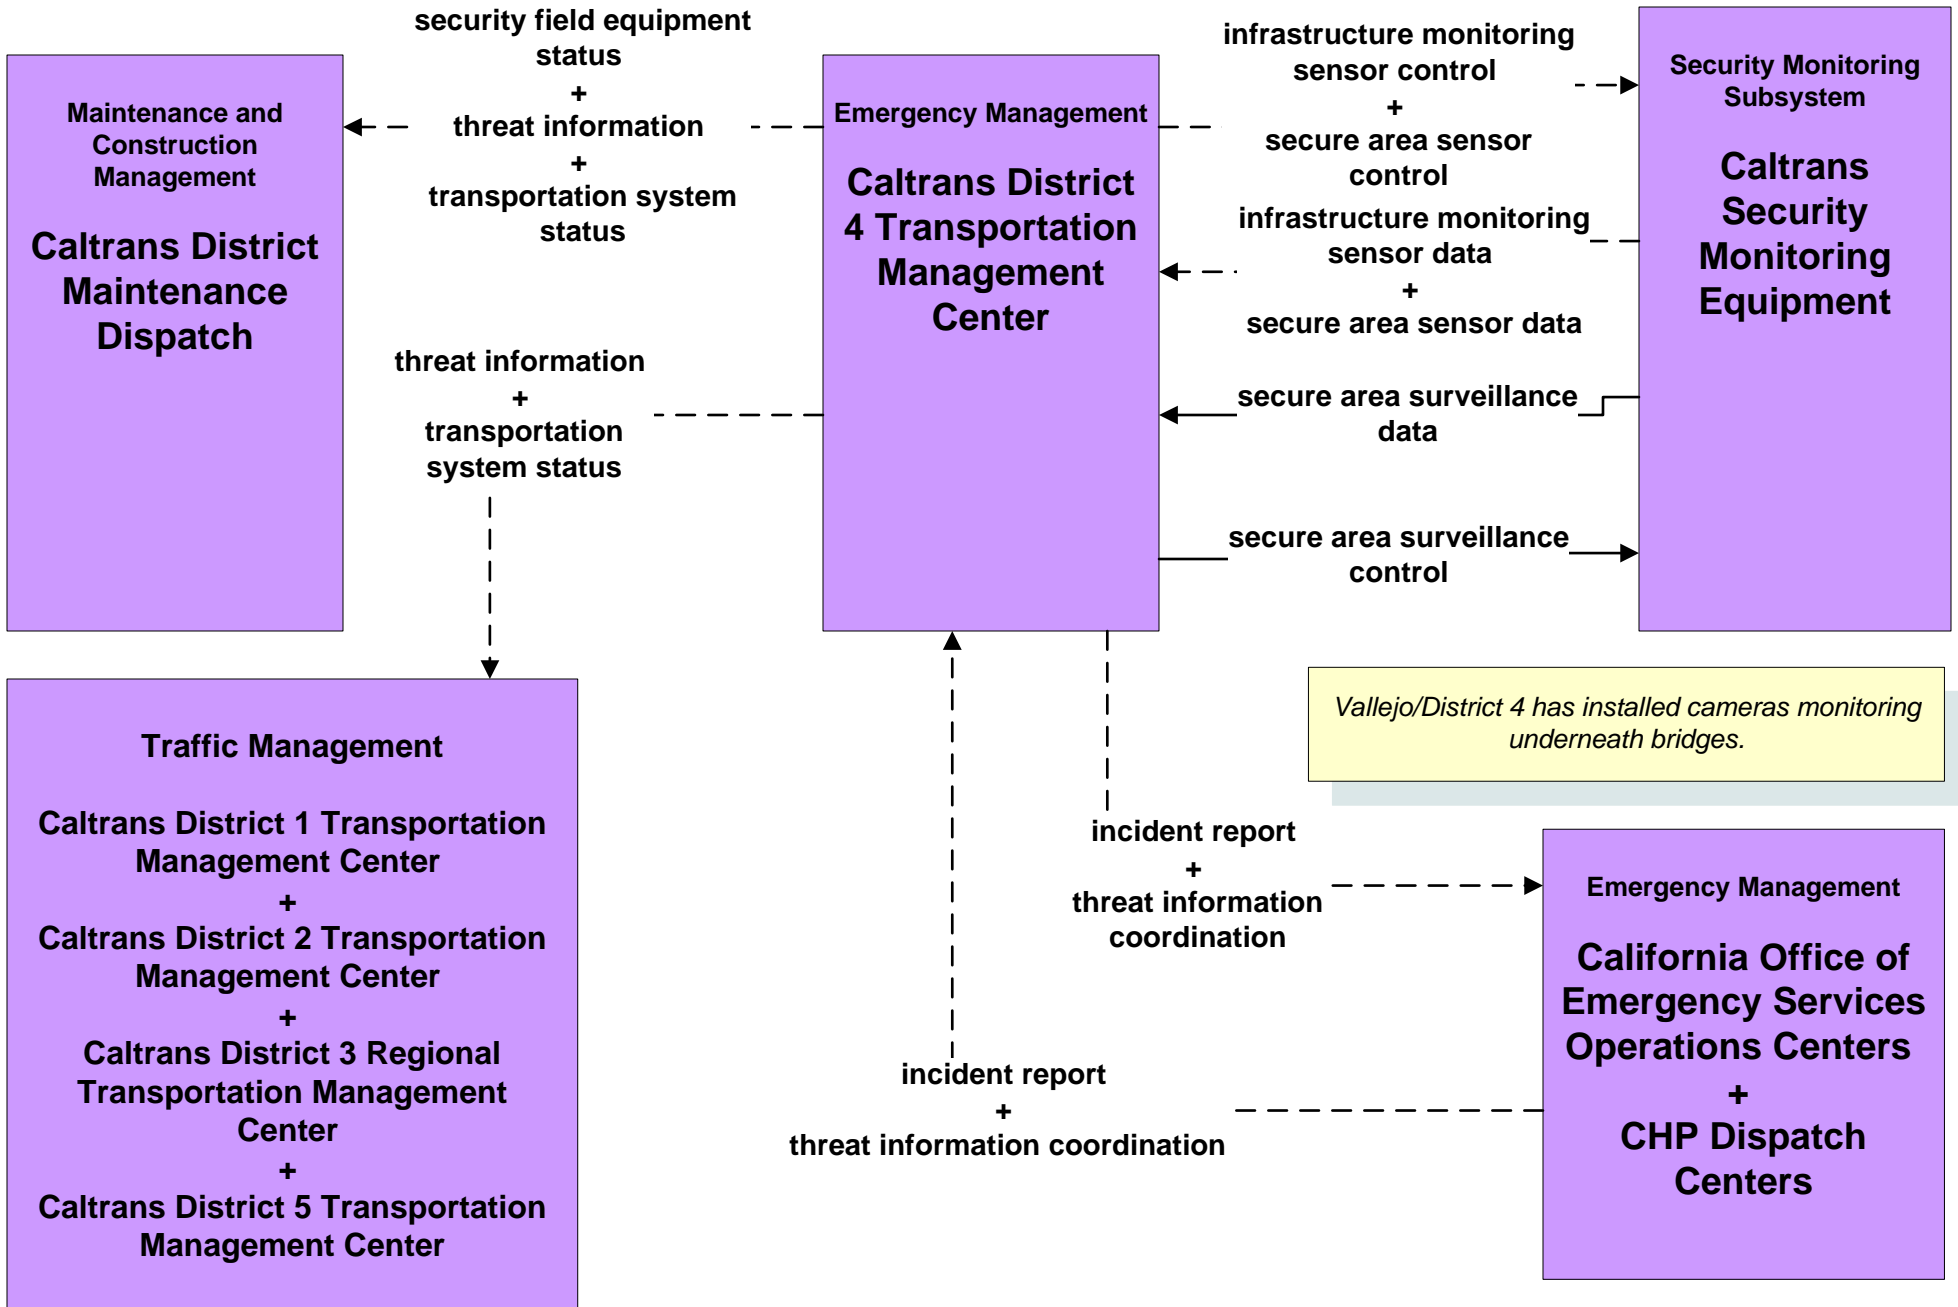 security field equipment
status
+
threat information
+
transportation system
status
infrastructure monitoring
sensor control
+
secure area sensor
control
Maintenance and
Construction
Management
Caltrans District
Maintenance
Dispatch
Emergency Management
Caltrans District
4 Transportation
Management
Center
Security Monitoring
Subsystem
Caltrans
Security
Monitoring
Equipment
infrastructure monitoring
sensor data
+
secure area sensor data
threat information
+
transportation
system status
secure area surveillance
data
secure area surveillance
control
Vallejo/District 4 has installed cameras monitoring
underneath bridges.
Traffic Management
Caltrans District 1 Transportation
Management Center
+
Caltrans District 2 Transportation
Management Center
+
Caltrans District 3 Regional
Transportation Management
Center
+
Caltrans District 5 Transportation
Management Center
incident report
+
threat information
coordination
Emergency Management
California Office of
Emergency Services
Operations Centers
+
CHP Dispatch
Centers
incident report
+
threat information coordination